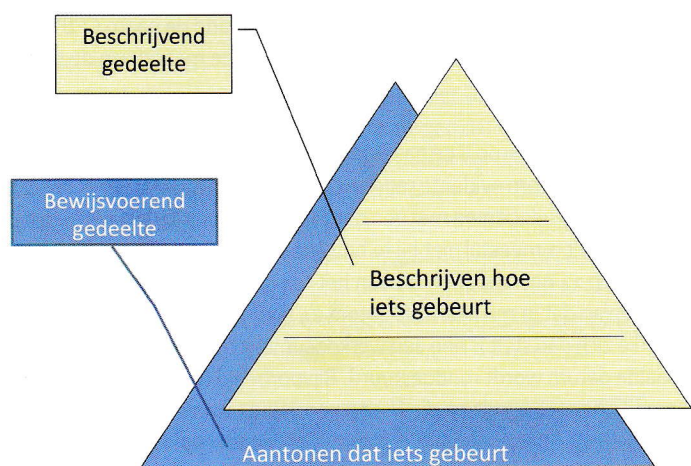 Beschrijvend
gedeelte
Bewijsvoerend
gedeelte
Beschrijven hoe
iets gebeurt
Aantonen dat iets gebeurt